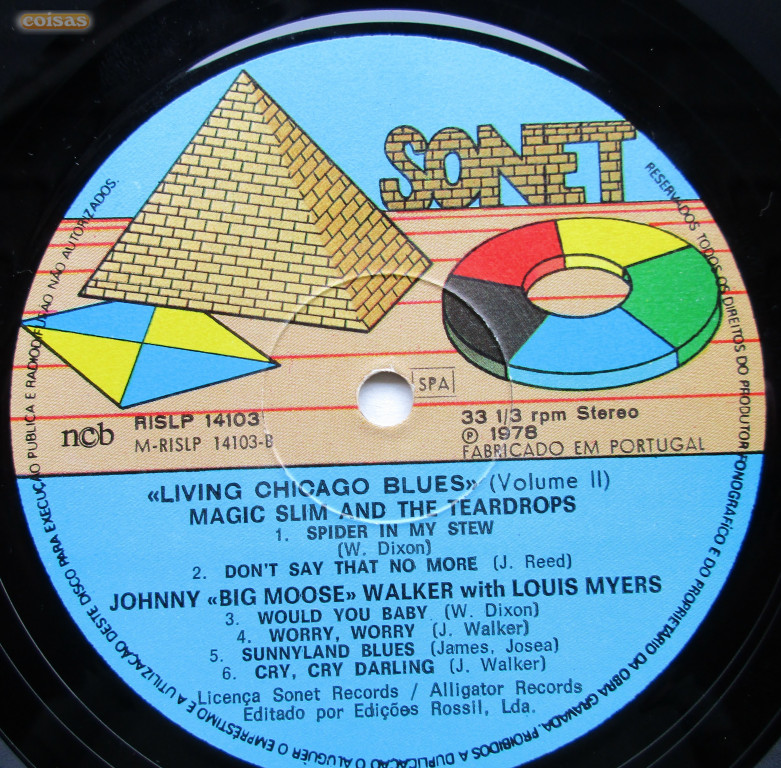 coisas
SONET
SPA
RISLP 14103
M-RISLP 14103-B
ncb
33 1/3 rpm Stereo
Ⓟ 1978
FABRICADO EM PORTUGAL
«LIVING CHICAGO BLUES» (Volume II)
MAGIC SLIM AND THE TEARDROPS
1. SPIDER IN MY STEW
(W. Dixon)
2. DON'T SAY THAT NO MORE (J. Reed)
JOHNNY «BIG MOOSE» WALKER with LOUIS MYERS
3. WOULD YOU BABY (W. Dixon)
4. WORRY, WORRY (J. Walker)
5. SUNNYLAND BLUES (James, Josea)
6. CRY, CRY DARLING (J. Walker)
Licença Sonet Records / Alligator Records
Editado por Edições Rossil, Lda.
RESERVADOS TODOS OS DIREITOS DO PRODUTOR FONOGRÁFICO E DO PROPRIETÁRIO DA OBRA GRAVADA. PROIBIDOS A DUPLICAÇÃO O ALUGUER O EMPRÉSTIMO E A UTILIZAÇÃO DESTE DISCO PARA EXECUÇÃO PUBLICA E RADIODIFUSÃO NÃO AUTORIZADOS.